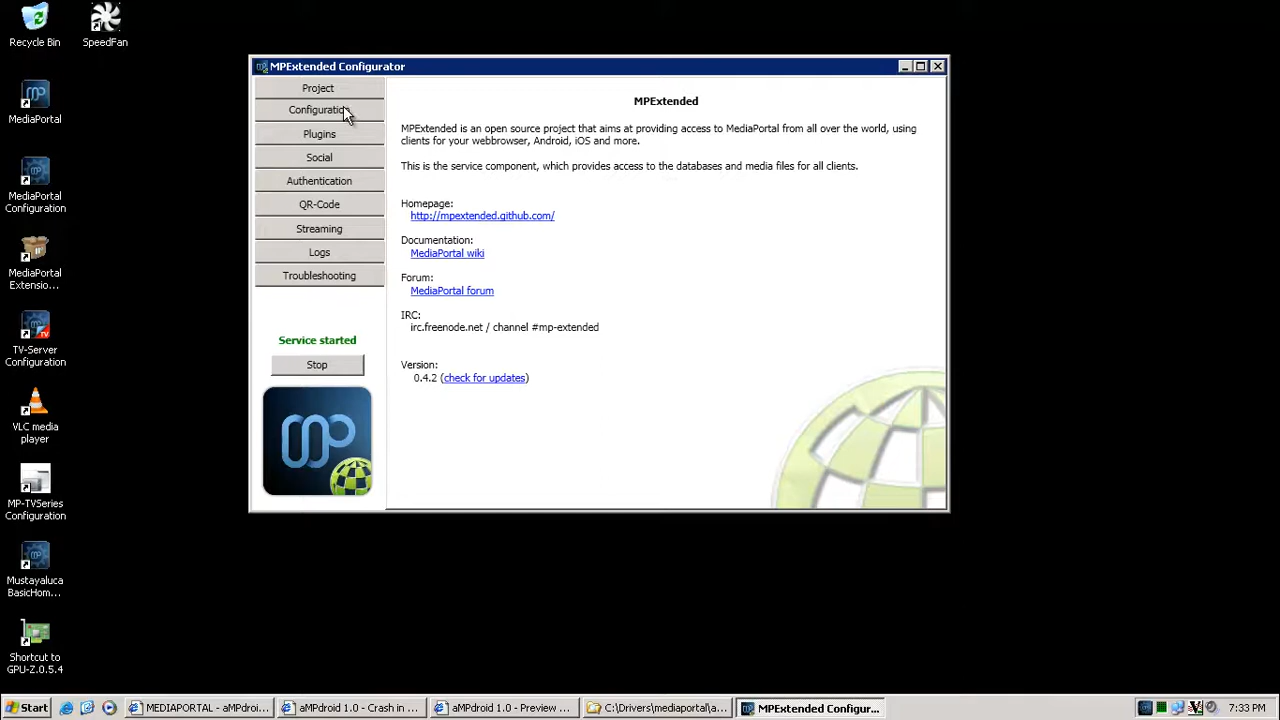 Recycle Bin
SpeedFan
MediaPortal
MediaPortal
Configuration
MediaPortal
Extensio...
TV-Server
Configuration
VLC media
player
MP-TVSeries
Configuration
Mustayaluca
BasicHom...
Shortcut to
GPU-Z.0.5.4
MPExtended Configurator
Project
Configuration
Plugins
Social
Authentication
QR-Code
Streaming
Logs
Troubleshooting
Service started
Stop
MPExtended
MPExtended is an open source project that aims at providing access to MediaPortal from all over the world, using
clients for your webbrowser, Android, iOS and more.
This is the service component, which provides access to the databases and media files for all clients.
Homepage:
http://mpextended.github.com/
Documentation:
MediaPortal wiki
Forum:
MediaPortal forum
IRC:
irc.freenode.net / channel #mp-extended
Version:
0.4.2 (check for updates)
Start
MEDIAPORTAL - aMPdroi...
aMPdroid 1.0 - Crash in ...
aMPdroid 1.0 - Preview ...
C:\Drivers\mediaportal\a...
MPExtended Configur...
7:33 PM